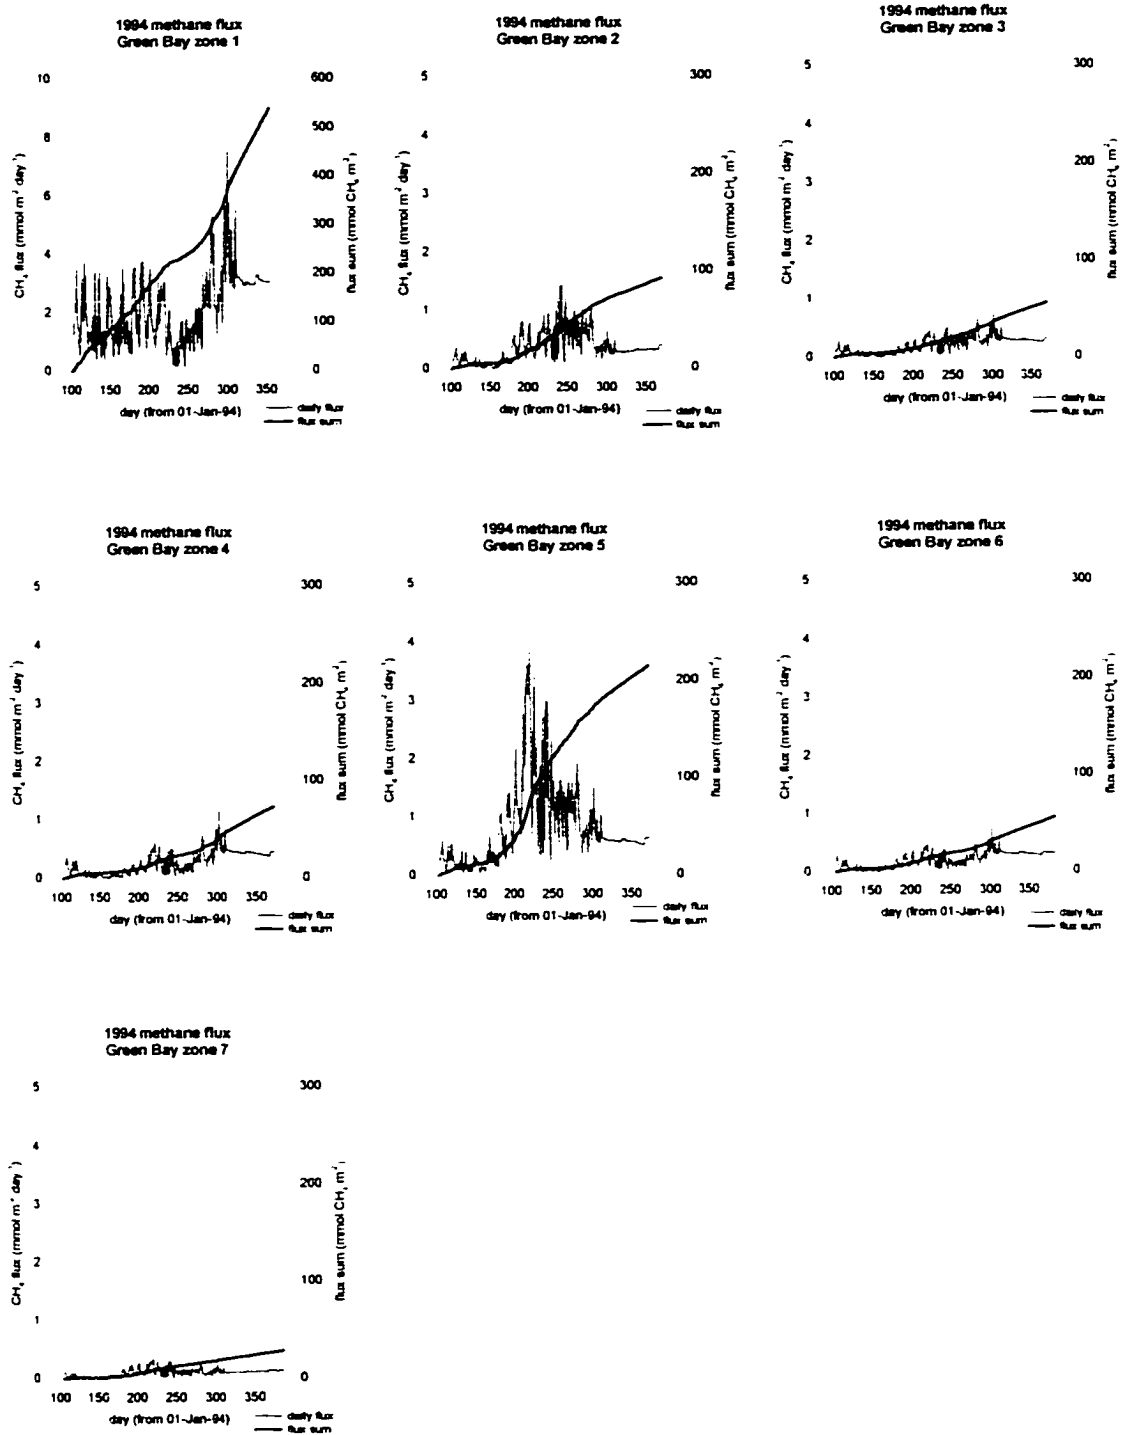 1994 methane flux
Green Bay zone 1
10
8
6
4
2
0
600
500
400
300
200
100
0
CH₄ flux (mmol m⁻² day⁻¹)
flux sum (mmol CH₄ m⁻²)
100 150 200 250 300 350
day (from 01-Jan-94)
daily flux
flux sum
1994 methane flux
Green Bay zone 2
5
4
3
2
1
0
300
200
100
0
CH₄ flux (mmol m⁻² day⁻¹)
flux sum (mmol CH₄ m⁻²)
100 150 200 250 300 350
day (from 01-Jan-94)
daily flux
flux sum
1994 methane flux
Green Bay zone 3
5
4
3
2
1
0
300
200
100
0
CH₄ flux (mmol m⁻² day⁻¹)
flux sum (mmol CH₄ m⁻²)
100 150 200 250 300 350
day (from 01-Jan-94)
daily flux
flux sum
1994 methane flux
Green Bay zone 4
5
4
3
2
1
0
300
200
100
0
CH₄ flux (mmol m⁻² day⁻¹)
flux sum (mmol CH₄ m⁻²)
100 150 200 250 300 350
day (from 01-Jan-94)
daily flux
flux sum
1994 methane flux
Green Bay zone 5
5
4
3
2
1
0
300
200
100
0
CH₄ flux (mmol m⁻² day⁻¹)
flux sum (mmol CH₄ m⁻²)
100 150 200 250 300 350
day (from 01-Jan-94)
daily flux
flux sum
1994 methane flux
Green Bay zone 6
5
4
3
2
1
0
300
200
100
0
CH₄ flux (mmol m⁻² day⁻¹)
flux sum (mmol CH₄ m⁻²)
100 150 200 250 300 350
day (from 01-Jan-94)
daily flux
flux sum
1994 methane flux
Green Bay zone 7
5
4
3
2
1
0
300
200
100
0
CH₄ flux (mmol m⁻² day⁻¹)
flux sum (mmol CH₄ m⁻²)
100 150 200 250 300 350
day (from 01-Jan-94)
daily flux
flux sum